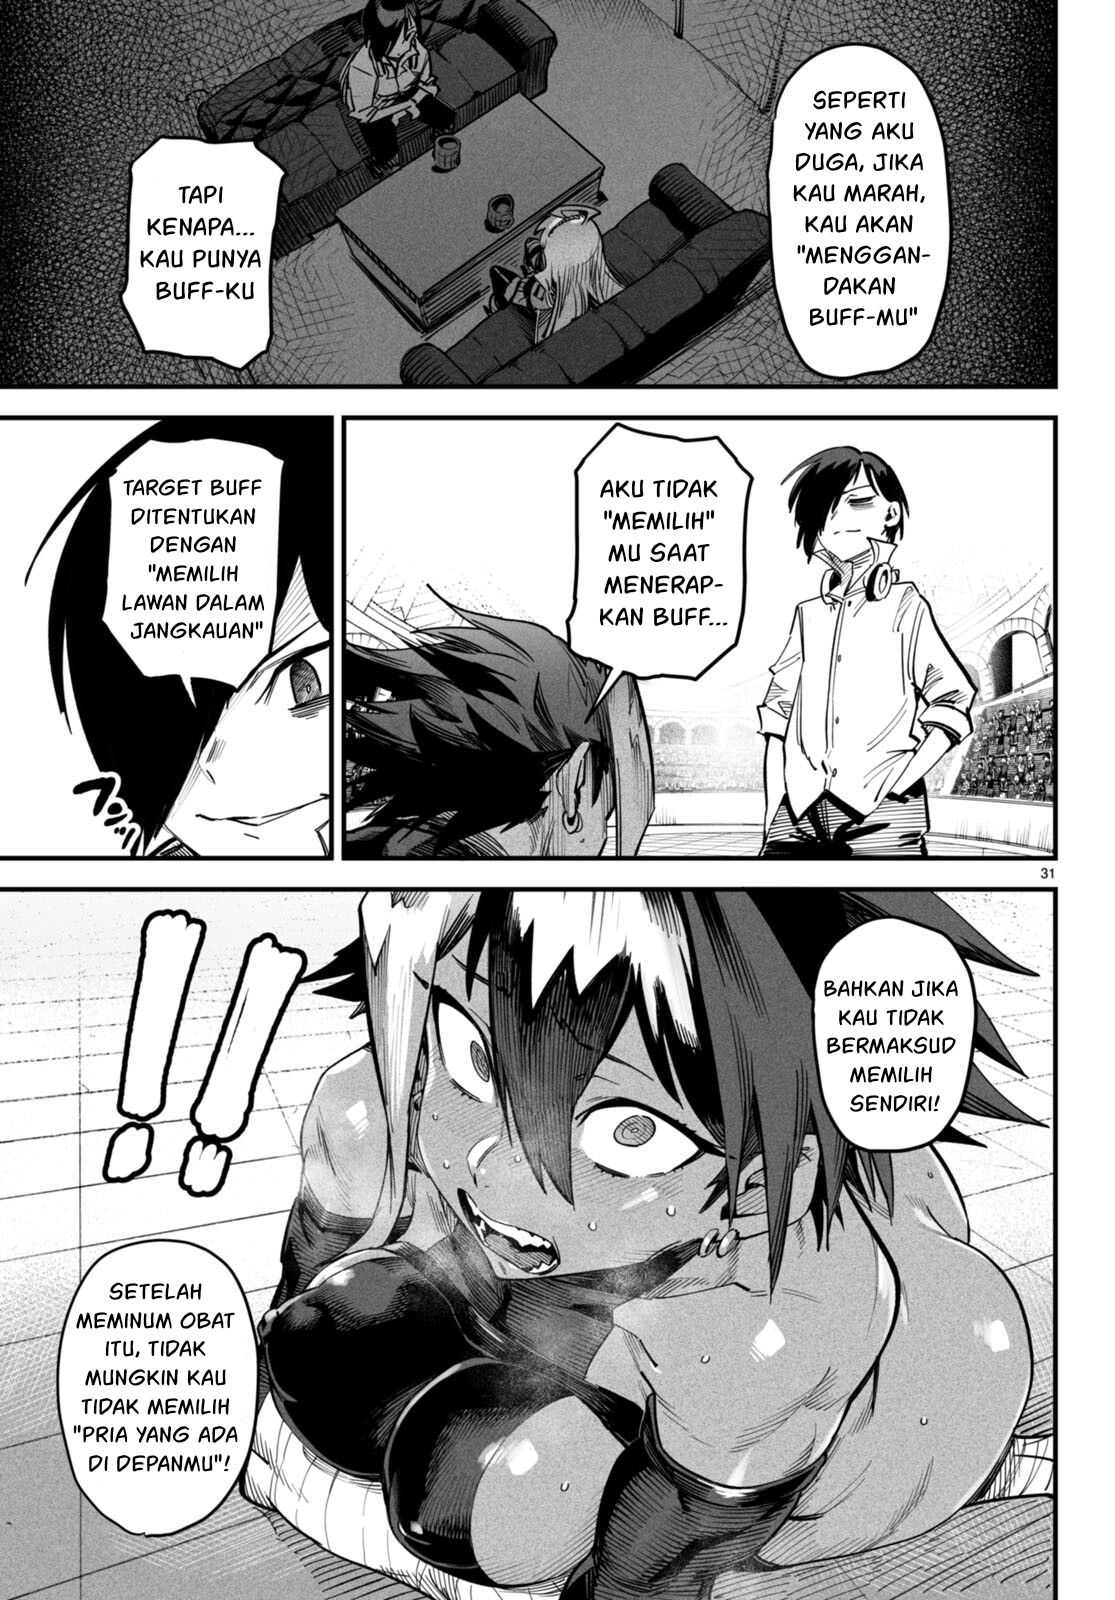 SEPERTI
YANG AKU
DUGA, JIKA
KAU MARAH,
KAU AKAN
"MENGGAN-
DAKAN
BUFF-MU"
TAPI
KENAPA...
KAU PUNYA
BUFF-KU
AKU TIDAK
"MEMILIH"
MU SAAT
MENERAP-
KAN BUFF...
TARGET BUFF
DITENTUKAN
DENGAN
"MEMILIH
LAWAN DALAM
JANGKAUAN"
31
BAHKAN JIKA
KAU TIDAK
BERMAKSUD
MEMILIH
SENDIRI!
!!
SETELAH
MEMINUM OBAT
ITU, TIDAK
MUNGKIN KAU
TIDAK MEMILIH
"PRIA YANG ADA
DI DEPANMU"!